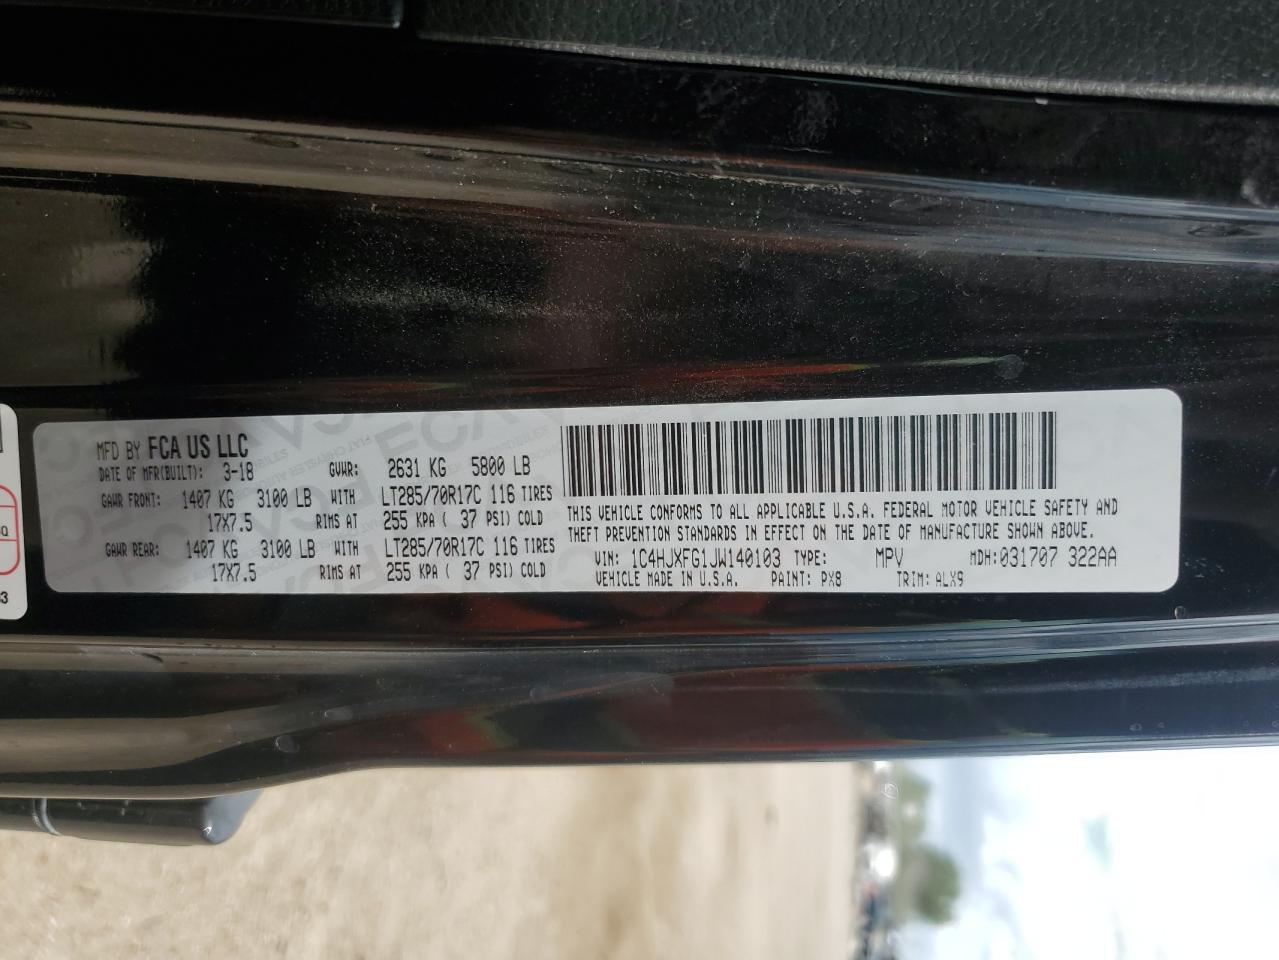 MFD BY FCA US LLC
DATE OF MFR(BUILT): 3-18 GVWR: 2631 KG 5800 LB
GAWR FRONT: 1407 KG 3100 LB WITH LT285/70R17C 116 TIRES
17X7.5 RIMS AT 255 KPA ( 37 PSI) COLD
GAWR REAR: 1407 KG 3100 LB WITH LT285/70R17C 116 TIRES
17X7.5 RIMS AT 255 KPA ( 37 PSI) COLD
THIS VEHICLE CONFORMS TO ALL APPLICABLE U.S.A. FEDERAL MOTOR VEHICLE SAFETY AND
THEFT PREVENTION STANDARDS IN EFFECT ON THE DATE OF MANUFACTURE SHOWN ABOVE.
VIN: 1C4HJXFG1JW140103 TYPE: MPV MDH:031707 322AA
VEHICLE MADE IN U.S.A. PAINT: PX8 TRIM: ALX9